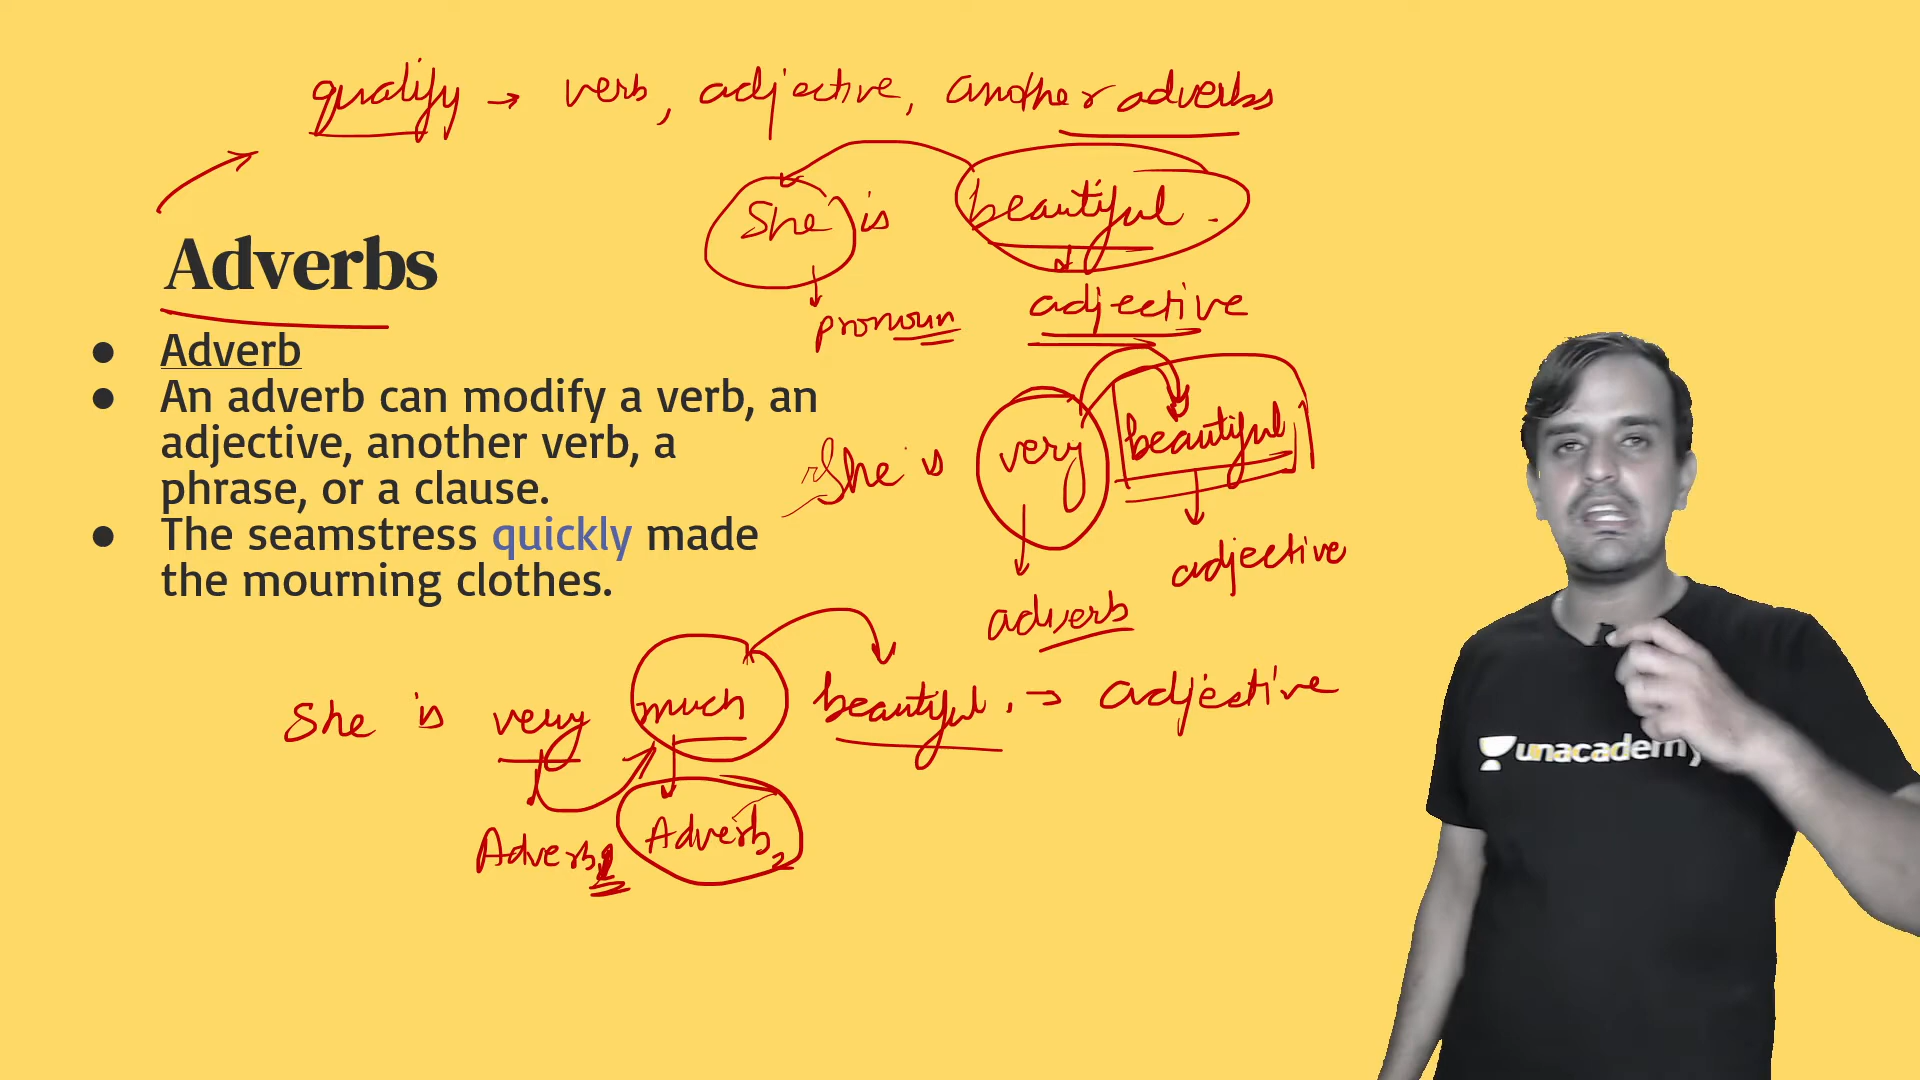 qualify → verb, adjective, another adverbs
She is beautiful.
Adverbs
pronoun
adjective
• Adverb
• An adverb can modify a verb, an
adjective, another verb, a
phrase, or a clause.
She is very beautiful
• The seamstress quickly made
the mourning clothes.
adjective
adverb
She is very much beautiful. → adjective
unacademy
Adverb1
Adverb2